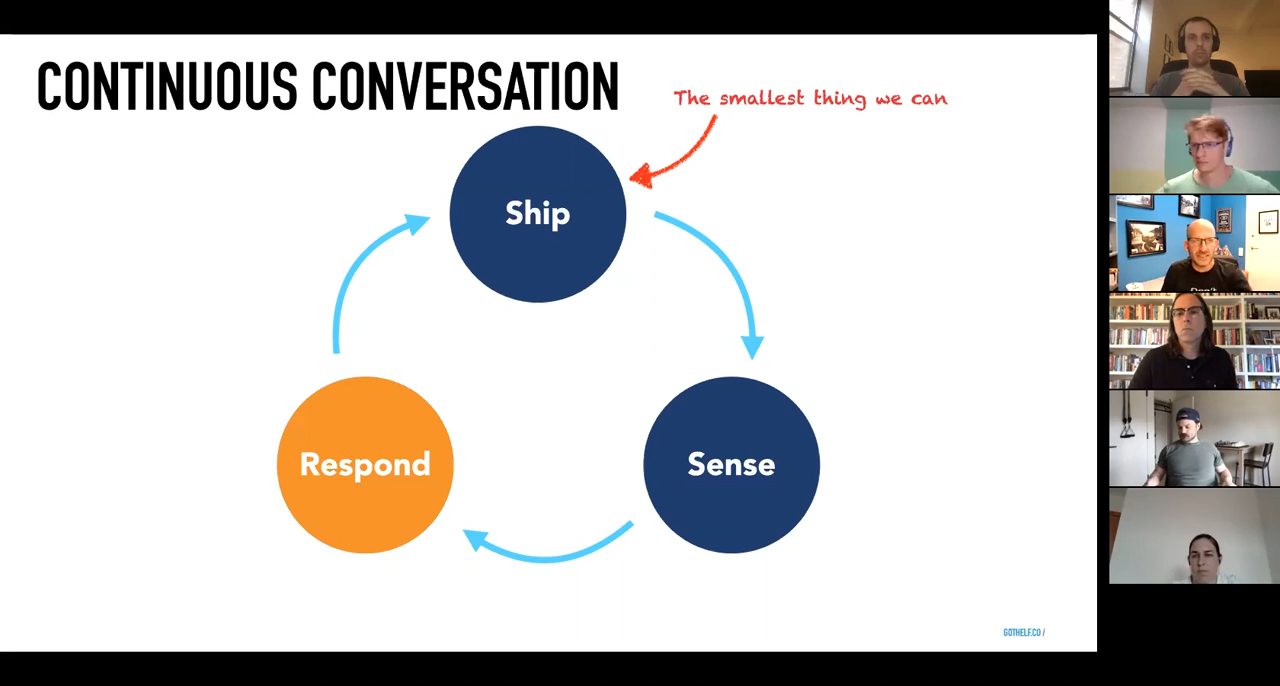 CONTINUOUS CONVERSATION
The smallest thing we can
Ship
Respond
Sense
GOTHELF.CO /